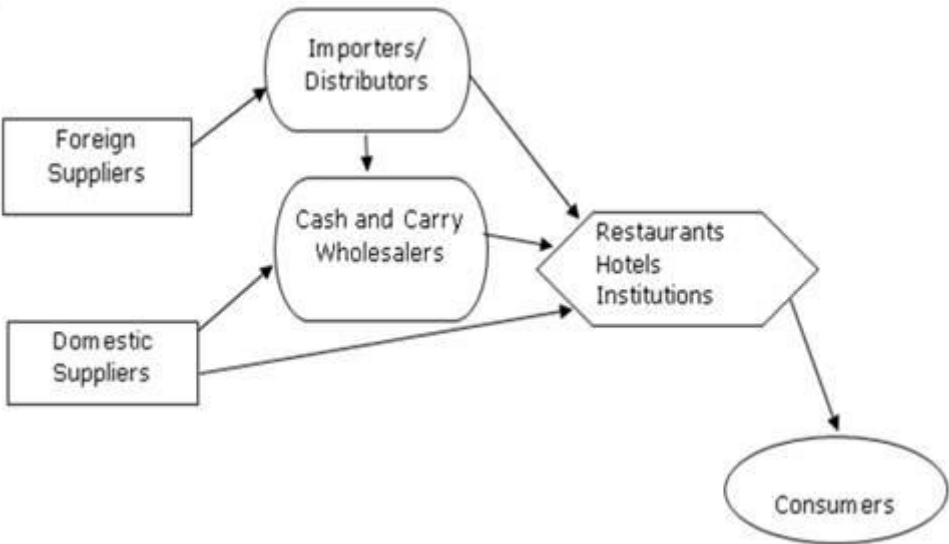 Importers/
Distributors
Foreign
Suppliers
Cash and Carry
Wholesalers
Restaurants
Hotels
Institutions
Domestic
Suppliers
Consumers